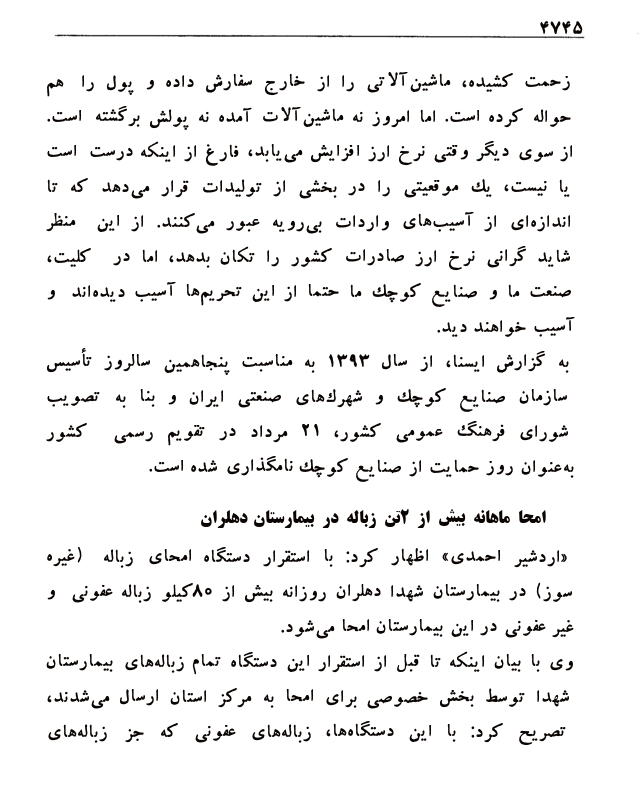 ۴۷۴۵
زحمت کشیده، ماشین‌آلاتی را از خارج سفارش داده و پول را هم
حواله کرده است. اما امروز نه ماشین‌آلات آمده نه پولش برگشته است.
از سوی دیگر وقتی نرخ ارز افزایش می‌یابد، فارغ از اینکه درست است
یا نیست، یك موقعیتی را در بخشی از تولیدات قرار می‌دهد که تا
اندازه‌ای از آسیب‌های واردات بی‌رویه عبور می‌کنند. از این منظر
شاید گرانی نرخ ارز صادرات کشور را تکان بدهد، اما در کلیت،
صنعت ما و صنایع کوچك ما حتما از این تحریم‌ها آسیب دیده‌اند و
آسیب خواهند دید.
به گزارش ایسنا، از سال ۱۳۹۳ به مناسبت پنجاهمین سالروز تأسیس
سازمان صنایع کوچك و شهرك‌های صنعتی ایران و بنا به تصویب
شورای فرهنگ عمومی کشور، ۲۱ مرداد در تقویم رسمی کشور
به‌عنوان روز حمایت از صنایع کوچك نامگذاری شده است.
امحا ماهانه بیش از ۲تن زباله در بیمارستان دهلران
«اردشیر احمدی» اظهار کرد: با استقرار دستگاه امحای زباله (غیره
سوز) در بیمارستان شهدا دهلران روزانه بیش از ۸۰کیلو زباله عفونی و
غیر عفونی در این بیمارستان امحا می‌شود.
وی با بیان اینکه تا قبل از استقرار این دستگاه تمام زباله‌های بیمارستان
شهدا توسط بخش خصوصی برای امحا به مرکز استان ارسال می‌شدند،
تصریح کرد: با این دستگاه‌ها، زباله‌های عفونی که جز زباله‌های